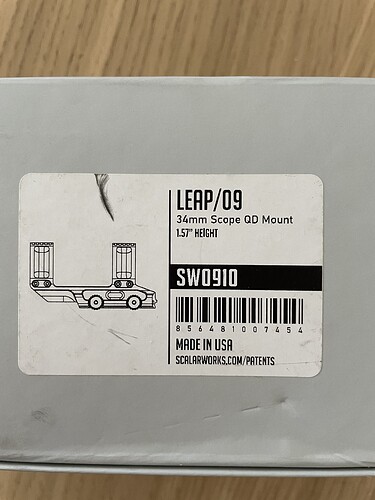 LEAP/09
34mm Scope QD Mount
1.57" HEIGHT
SW0910
856481007454
MADE IN USA
SCALARWORKS.COM/PATENTS